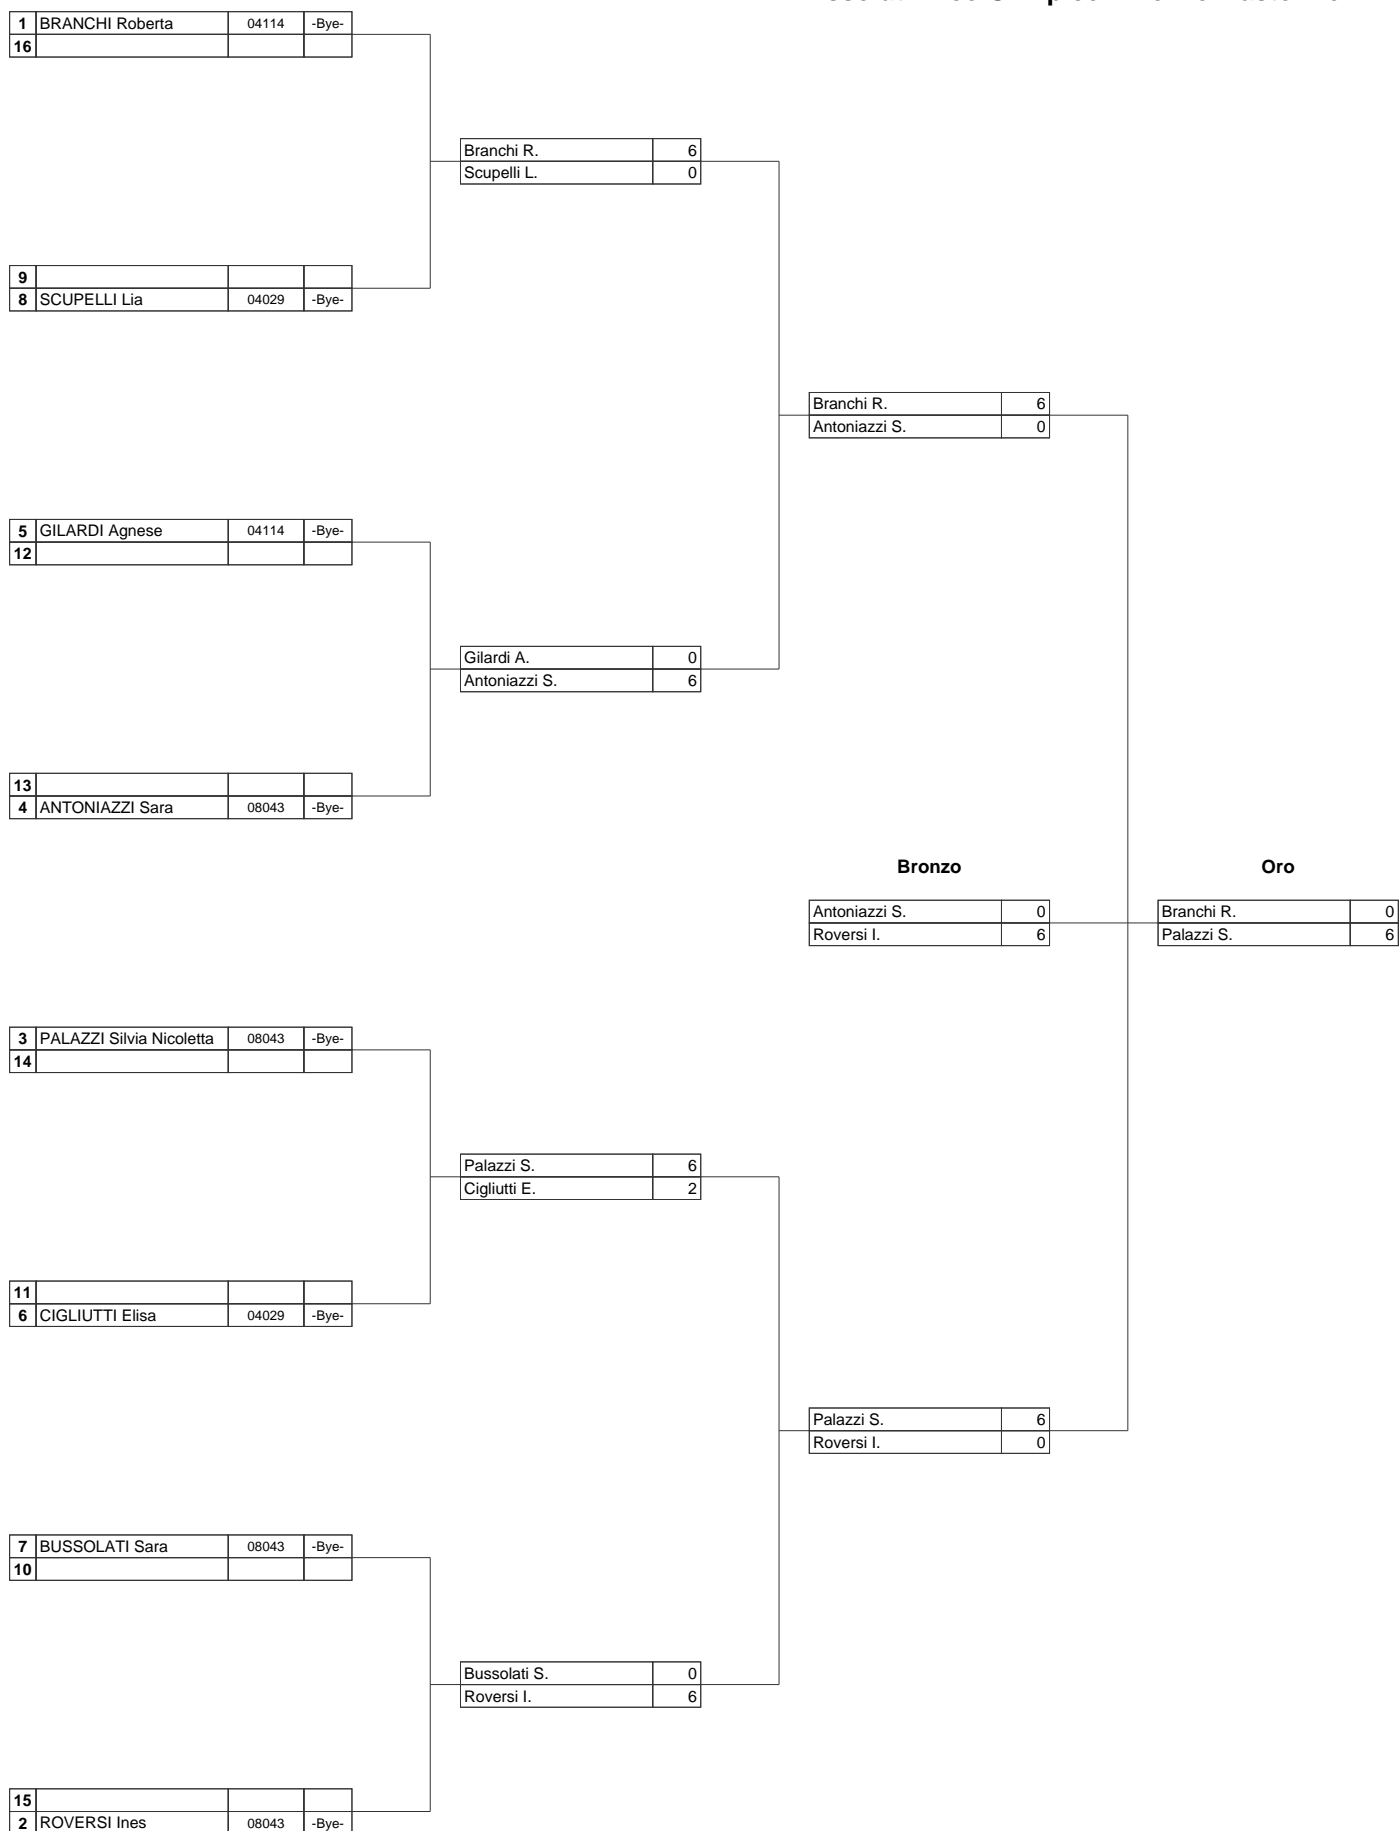 1 BRANCHI Roberta 04114 -Bye-
16
Branchi R. 6
Scupelli L. 0
9
8 SCUPELLI Lia 04029 -Bye-
Branchi R. 6
Antoniazzi S. 0
5 GILARDI Agnese 04114 -Bye-
12
Gilardi A. 0
Antoniazzi S. 6
13
4 ANTONIAZZI Sara 08043 -Bye-
Bronzo Oro
Antoniazzi S. 0 Branchi R. 0
Roversi I. 6 Palazzi S. 6
3 PALAZZI Silvia Nicoletta 08043 -Bye-
14
Palazzi S. 6
Cigliutti E. 2
11
6 CIGLIUTTI Elisa 04029 -Bye-
Palazzi S. 6
Roversi I. 0
7 BUSSOLATI Sara 08043 -Bye-
10
Bussolati S. 0
Roversi I. 6
15
2 ROVERSI Ines 08043 -Bye-